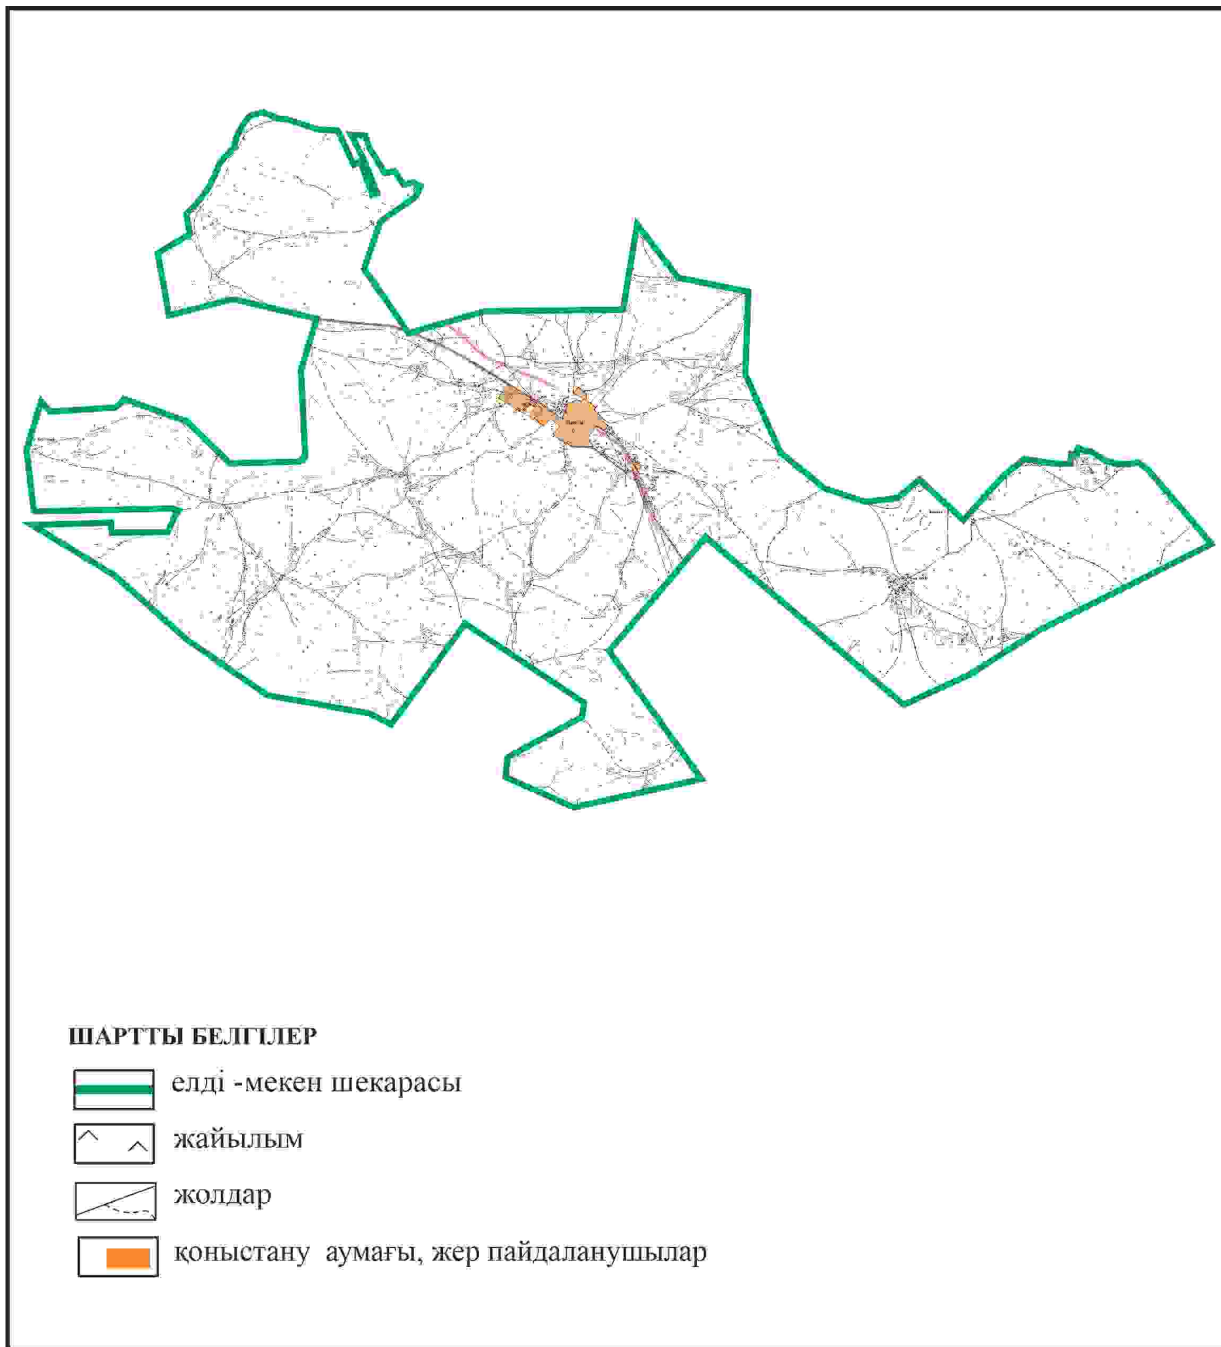 ШАРТТЫ БЕЛГІЛЕР
елді -мекен шекарасы
жайылым
жолдар
қоныстану аумағы, жер пайдаланушылар